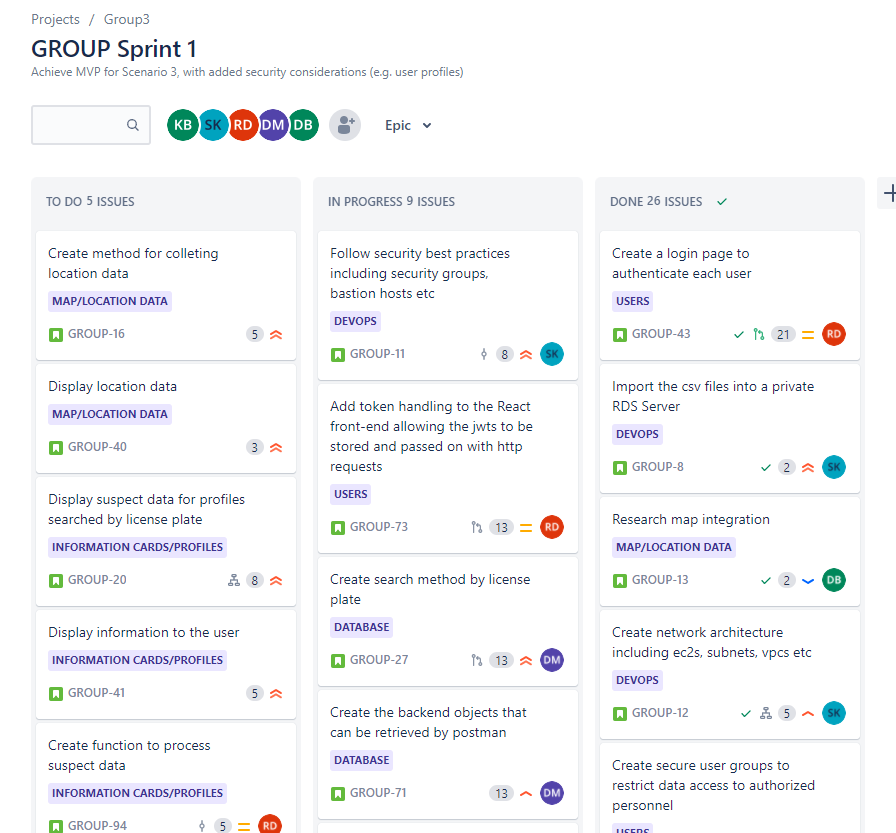 Projects / Group3
GROUP Sprint 1
Achieve MVP for Scenario 3, with added security considerations (e.g. user profiles)
KB SK RD DM DB Epic
TO DO 5 ISSUES
Create method for colleting
location data
MAP/LOCATION DATA
GROUP-16 5
Display location data
MAP/LOCATION DATA
GROUP-40 3
Display suspect data for profiles
searched by license plate
INFORMATION CARDS/PROFILES
GROUP-20 8
Display information to the user
INFORMATION CARDS/PROFILES
GROUP-41 5
Create function to process
suspect data
INFORMATION CARDS/PROFILES
GROUP-94 5 RD
IN PROGRESS 9 ISSUES
Follow security best practices
including security groups,
bastion hosts etc
DEVOPS
GROUP-11 8 SK
Add token handling to the React
front-end allowing the jwts to be
stored and passed on with http
requests
USERS
GROUP-73 13 RD
Create search method by license
plate
DATABASE
GROUP-27 13 DM
Create the backend objects that
can be retrieved by postman
DATABASE
GROUP-71 13 DM
DONE 26 ISSUES
Create a login page to
authenticate each user
USERS
GROUP-43 21 RD
Import the csv files into a private
RDS Server
DEVOPS
GROUP-8 2 SK
Research map integration
MAP/LOCATION DATA
GROUP-13 2 DB
Create network architecture
including ec2s, subnets, vpcs etc
DEVOPS
GROUP-12 5 SK
Create secure user groups to
restrict data access to authorized
personnel
USERS